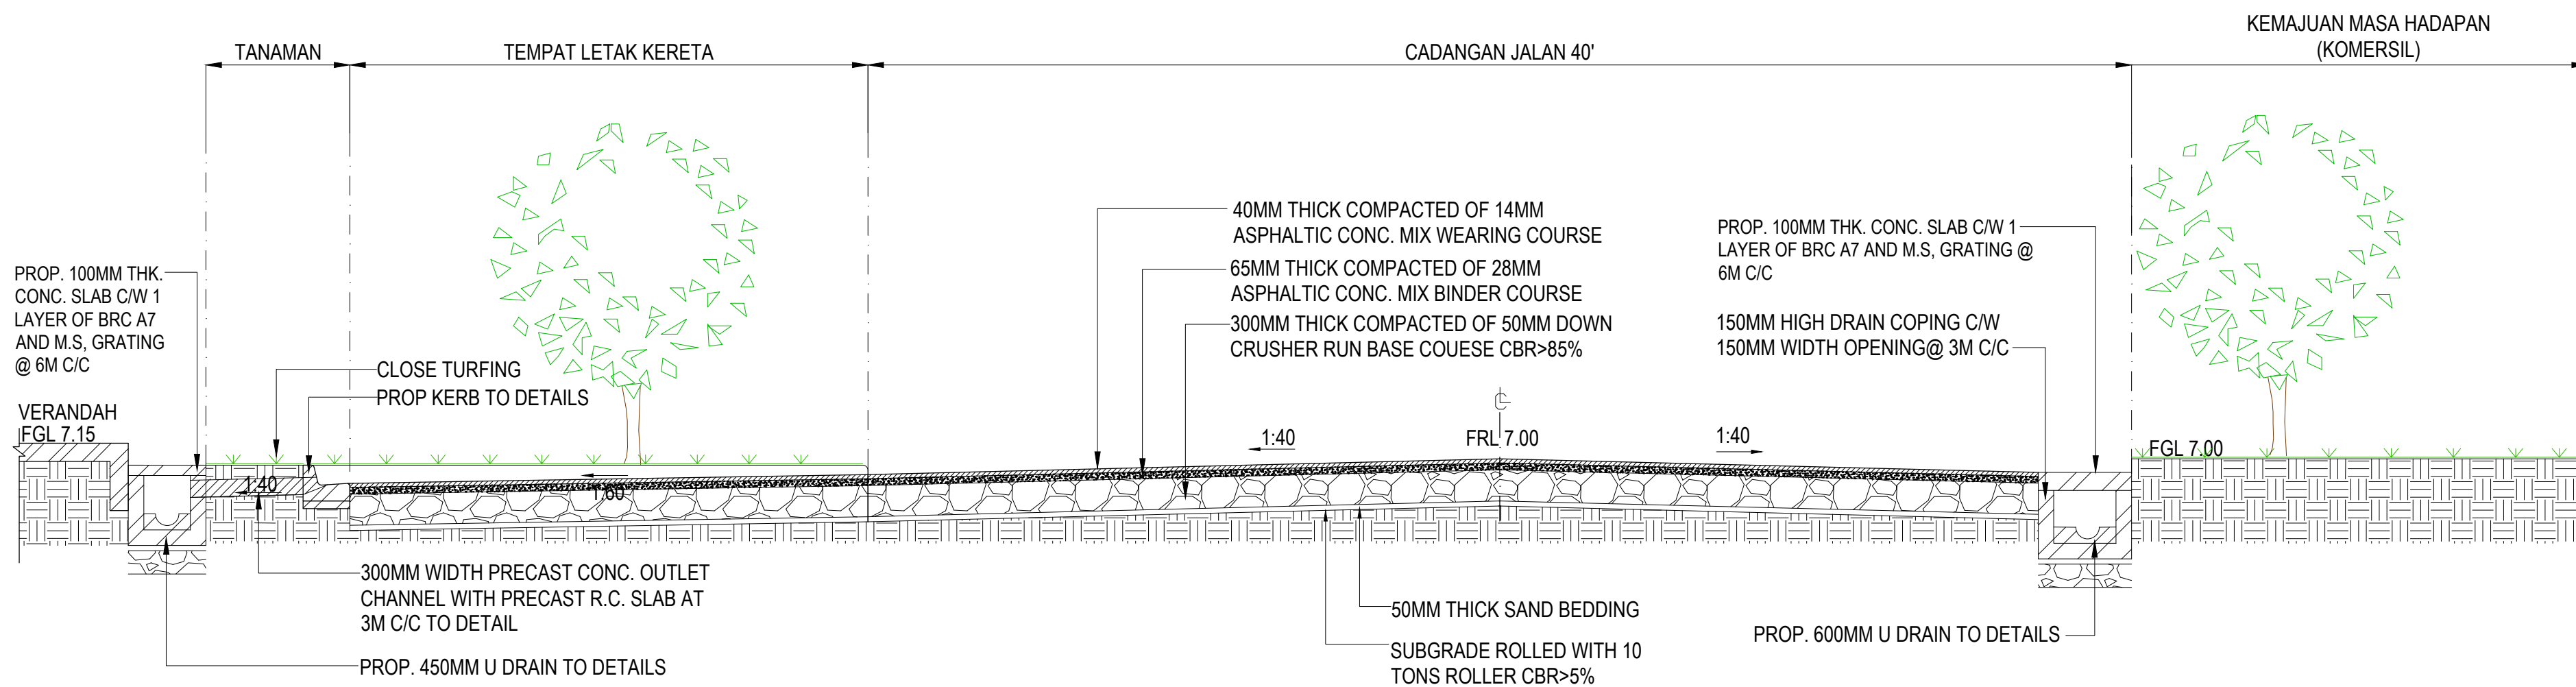 TANAMAN
TEMPAT LETAK KERETA
CADANGAN JALAN 40'
KEMAJUAN MASA HADAPAN
(KOMERSIL)
PROP. 100MM THK.
CONC. SLAB C/W 1
LAYER OF BRC A7
AND M.S, GRATING
@ 6M C/C
VERANDAH
FGL 7.15
CLOSE TURFING
PROP KERB TO DETAILS
40MM THICK COMPACTED OF 14MM
ASPHALTIC CONC. MIX WEARING COURSE
65MM THICK COMPACTED OF 28MM
ASPHALTIC CONC. MIX BINDER COURSE
300MM THICK COMPACTED OF 50MM DOWN
CRUSHER RUN BASE COUESE CBR>85%
PROP. 100MM THK. CONC. SLAB C/W 1
LAYER OF BRC A7 AND M.S, GRATING @
6M C/C
150MM HIGH DRAIN COPING C/W
150MM WIDTH OPENING@ 3M C/C
1:40
FRL 7.00
1:40
FGL 7.00
1:40
1:60
300MM WIDTH PRECAST CONC. OUTLET
CHANNEL WITH PRECAST R.C. SLAB AT
3M C/C TO DETAIL
PROP. 450MM U DRAIN TO DETAILS
50MM THICK SAND BEDDING
SUBGRADE ROLLED WITH 10
TONS ROLLER CBR>5%
PROP. 600MM U DRAIN TO DETAILS